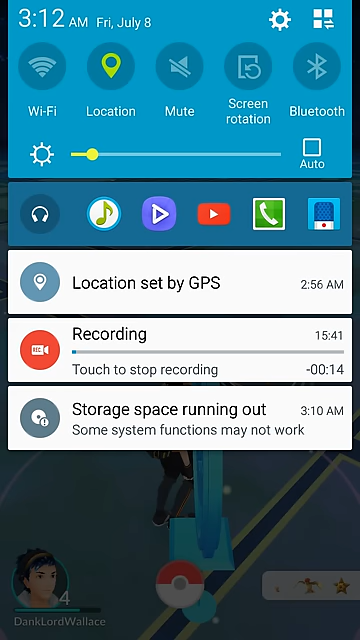 3:12 AM Fri, July 8
Wi-Fi
Location
Mute
Screen
rotation
Bluetooth
Auto
Location set by GPS
2:56 AM
Recording
15:41
REC
Touch to stop recording
-00:14
Storage space running out
3:10 AM
Some system functions may not work
4
DankLordWallace